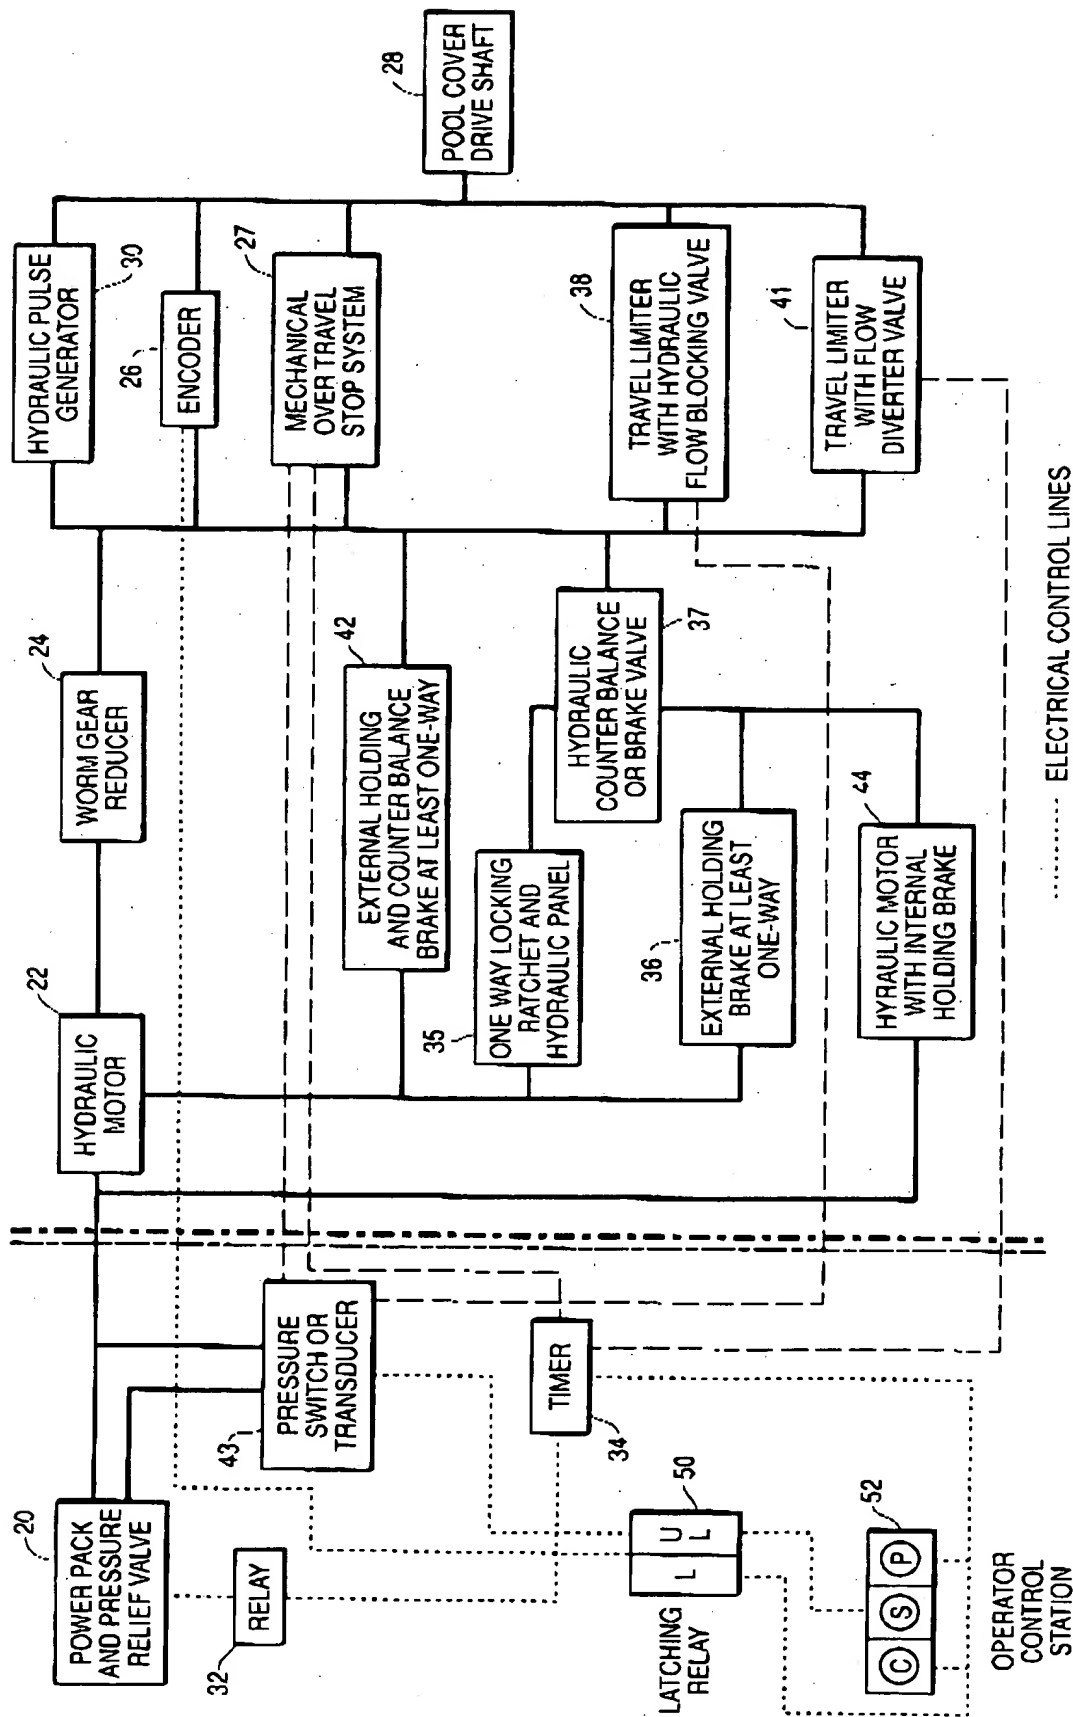 20
POWER PACK
AND PRESSURE
RELIEF VALVE
22
HYDRAULIC
MOTOR
24
WORM GEAR
REDUCER
HYDRAULIC PULSE
GENERATOR
30
26
ENCODER
27
MECHANICAL
OVER TRAVEL
STOP SYSTEM
28
POOL COVER
DRIVE SHAFT
32
RELAY
43
PRESSURE
SWITCH OR
TRANSDUCER
42
EXTERNAL HOLDING
AND COUNTER BALANCE
BRAKE AT LEAST ONE-WAY
35
ONE WAY LOCKING
RATCHET AND
HYDRAULIC PANEL
HYDRAULIC
COUNTER BALANCE
OR BRAKE VALVE
37
38
TRAVEL LIMITER
WITH HYDRAULIC
FLOW BLOCKING VALVE
TIMER
34
36
EXTERNAL HOLDING
BRAKE AT LEAST
ONE-WAY
41
TRAVEL LIMITER
WITH FLOW
DIVERTER VALVE
LATCHING
RELAY
L
U
L
50
44
HYRAULIC MOTOR
WITH INTERNAL
HOLDING BRAKE
52
C S P
OPERATOR
CONTROL
STATION
ELECTRICAL CONTROL LINES